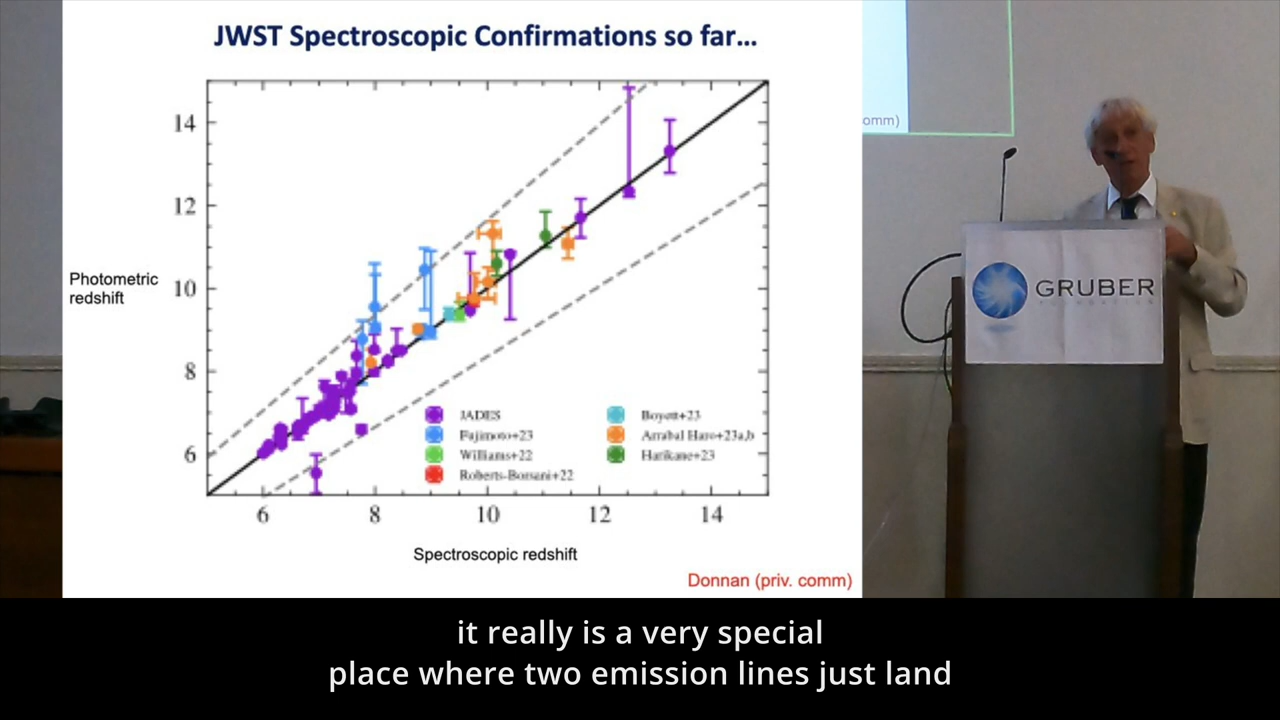 JWST Spectroscopic Confirmations so far...
14
12
10
8
6
Photometric
redshift
JADES
Fujimoto+23
Williams+22
Roberts-Borsani+22
Boyett+23
Arrabal Haro+23a,b
Harikane+23
6 8 10 12 14
Spectroscopic redshift
Donnan (priv. comm)
omm)
GRUBER
FOUNDATION
it really is a very special
place where two emission lines just land